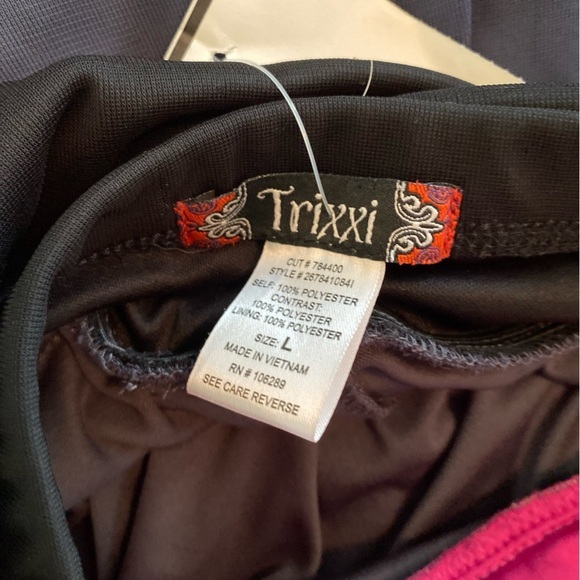 Trixxi
CUT # 784400
STYLE # 287841084I
SELF: 100% POLYESTER
CONTRAST:
100% POLYESTER
LINING: 100% POLYESTER
SIZE: L
MADE IN VIETNAM
RN # 106289
SEE CARE REVERSE